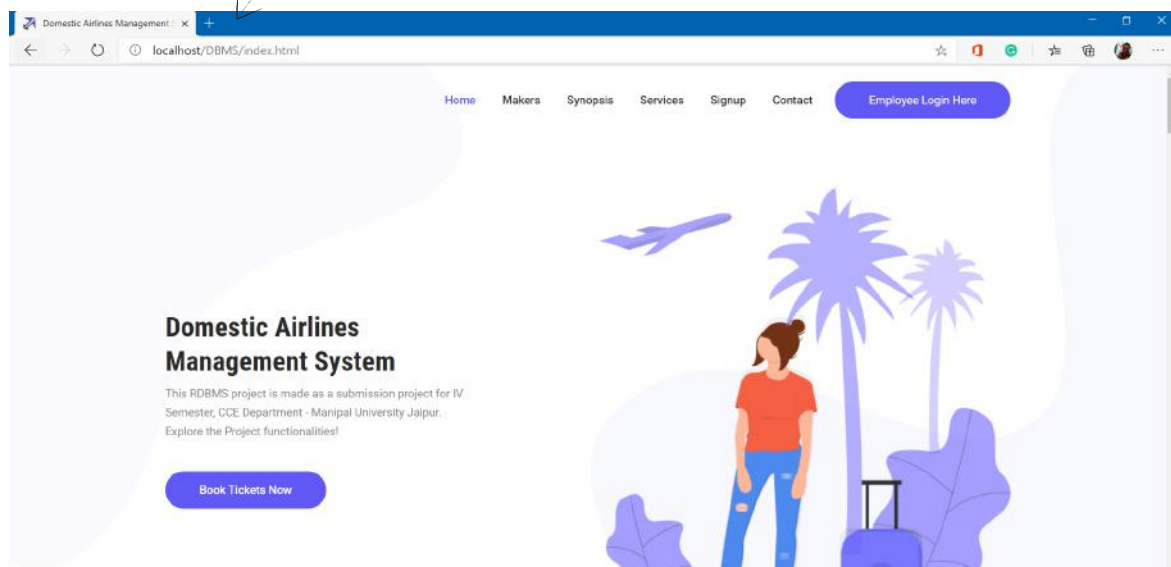 Domestic Airlines Management S
localhost/DBMS/index.html
Home Makers Synopsis Services Signup Contact Employee Login Here
Domestic Airlines
Management System
This RDBMS project is made as a submission project for IV
Semester, CCE Department - Manipal University Jaipur.
Explore the Project functionalities!
Book Tickets Now